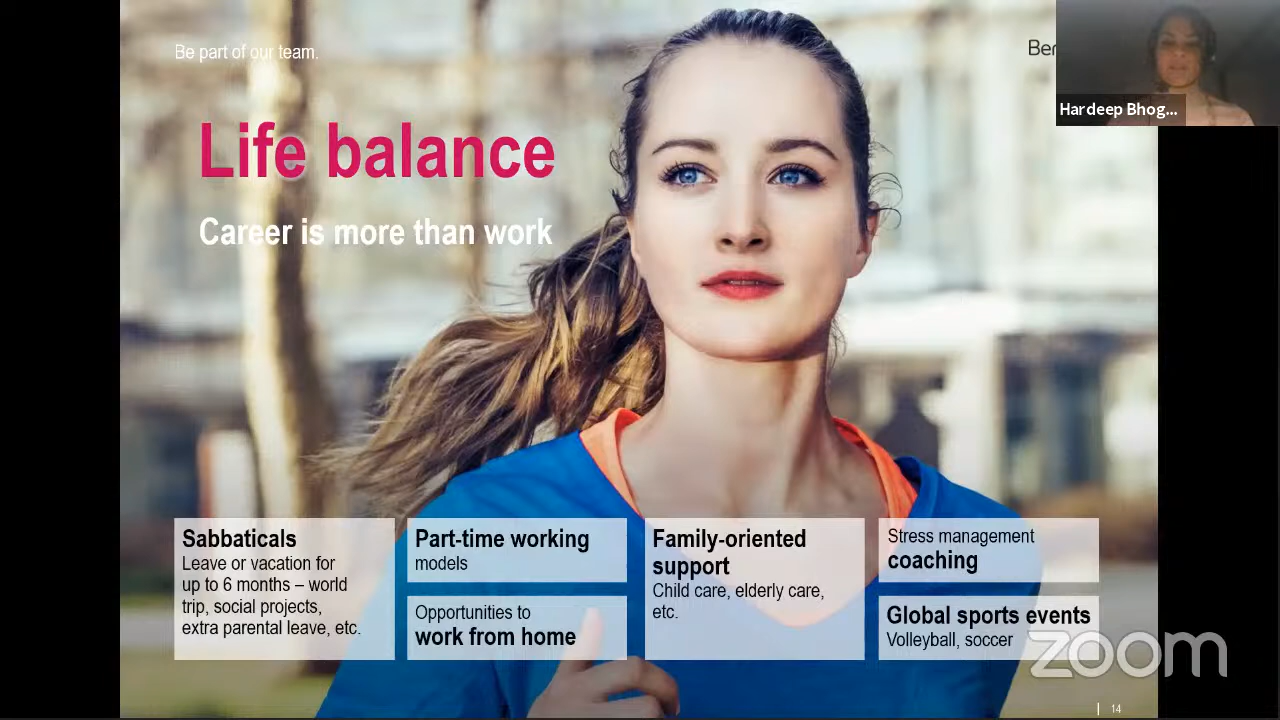 Be part of our team.
Hardeep Bhog...
Life balance
Career is more than work
Sabbaticals
Leave or vacation for
up to 6 months – world
trip, social projects,
extra parental leave, etc.
Part-time working
models
Opportunities to
work from home
Family-oriented
support
Child care, elderly care,
etc.
Stress management
coaching
Global sports events
Volleyball, soccer
zoom
14